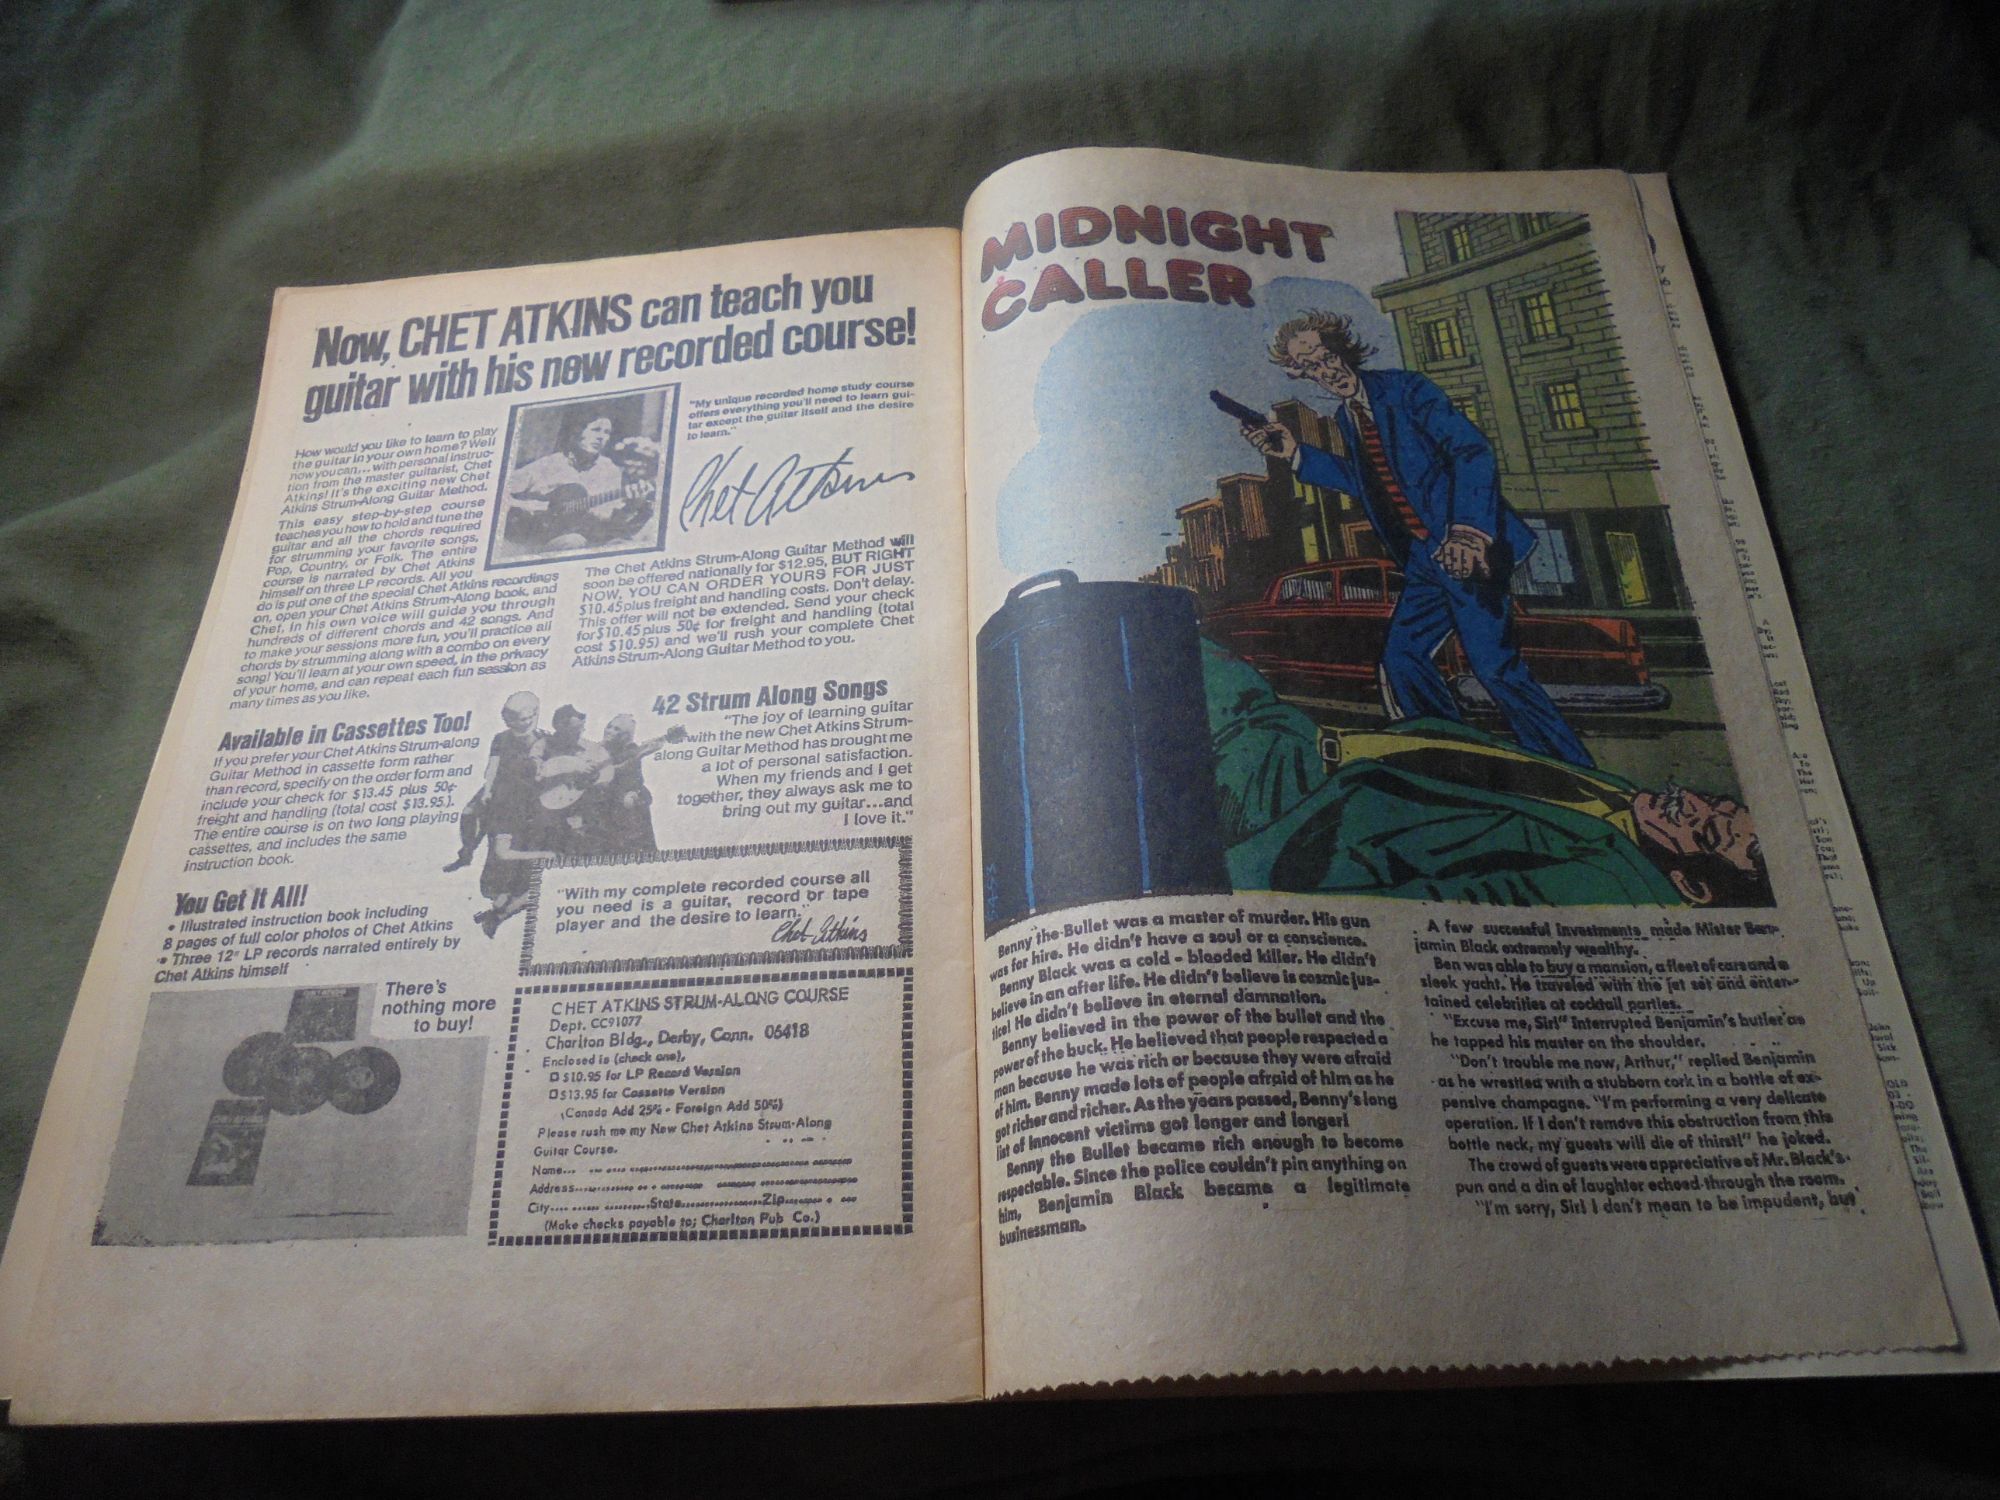 Now, CHET ATKINS can teach you
guitar with his new recorded course!
"My unique recorded home study course
offers everything you'll need to learn gui-
tar except the guitar itself and the desire
to learn."
Chet Atkins
How would you like to learn to play
the guitar in your own home? Well
now you can... with personal instruc-
tion from the master guitarist, Chet
Atkins! It's the exciting new Chet
Atkins Strum-Along Guitar Method.
This easy step-by-step course
teaches you how to hold and tune the
guitar and all the chords required
for strumming your favorite songs,
Pop, Country, or Folk. The entire
course is narrated by Chet Atkins
himself on three LP records. All you
do is put one of the special Chet Atkins recordings
on, open your Chet Atkins Strum-Along book, and
Chet, in his own voice will guide you through
hundreds of different chords and 42 songs. And
to make your sessions more fun, you'll practice all
chords by strumming along with a combo on every
song! You'll learn at your own speed, in the privacy
of your home, and can repeat each fun session as
many times as you like.
The Chet Atkins Strum-Along Guitar Method will
soon be offered nationally for $12.95, BUT RIGHT
NOW, YOU CAN ORDER YOURS FOR JUST
$10.45 plus freight and handling costs. Don't delay.
This offer will not be extended. Send your check
for $10.45 plus 50¢ for freight and handling (total
cost $10.95) and we'll rush your complete Chet
Atkins Strum-Along Guitar Method to you.
Available in Cassettes Too!
If you prefer your Chet Atkins Strum-along
Guitar Method in cassette form rather
than record, specify on the order form and
include your check for $13.45 plus 50¢
freight and handling (total cost $13.95).
The entire course is on two long playing
cassettes, and includes the same
instruction book.
42 Strum Along Songs
"The joy of learning guitar
with the new Chet Atkins Strum-
along Guitar Method has brought me
a lot of personal satisfaction.
When my friends and I get
together, they always ask me to
bring out my guitar...and
I love it."
You Get It All!
• Illustrated instruction book including
8 pages of full color photos of Chet Atkins
• Three 12" LP records narrated entirely by
Chet Atkins himself
There's
nothing more
to buy!
"With my complete recorded course all
you need is a guitar, record or tape
player and the desire to learn."
Chet Atkins
CHET ATKINS STRUM-ALONG COURSE
Dept. CC91077
Charlton Bldg., Derby, Conn. 06418
Enclosed is (check one),
$10.95 for LP Record Version
$13.95 for Cassette Version
(Canada Add 25% - Foreign Add 50%)
Please rush me my New Chet Atkins Strum-Along
Guitar Course.
Name
Address
City State Zip
(Make checks payable to; Charlton Pub Co.)
MIDNIGHT
CALLER
Benny the Bullet was a master of murder. His gun
was for hire. He didn't have a soul or a conscience.
Benny Black was a cold - blooded killer. He didn't
believe in an after life. He didn't believe is cosmic jus-
tice! He didn't believe in eternal damnation.
Benny believed in the power of the bullet and the
power of the buck. He believed that people respected a
man because he was rich or because they were afraid
of him. Benny made lots of people afraid of him as he
got richer and richer. As the years passed, Benny's long
list of innocent victims got longer and longer!
Benny the Bullet became rich enough to become
respectable. Since the police couldn't pin anything on
him, Benjamin Black became a legitimate
businessman.
A few successful investments made Mister Ben-
jamin Black extremely wealthy.
Ben was able to buy a mansion, a fleet of cars and a
sleek yacht. He traveled with the jet set and enter-
tained celebrities at cocktail parties.
"Excuse me, Sir!" interrupted Benjamin's butler as
he tapped his master on the shoulder.
"Don't trouble me now, Arthur," replied Benjamin
as he wrestled with a stubborn cork in a bottle of ex-
pensive champagne. "I'm performing a very delicate
operation. If I don't remove this obstruction from this
bottle neck, my guests will die of thirst!" he joked.
The crowd of guests were appreciative of Mr. Black's
pun and a din of laughter echoed through the room.
"I'm sorry, Sir! I don't mean to be impudent, but